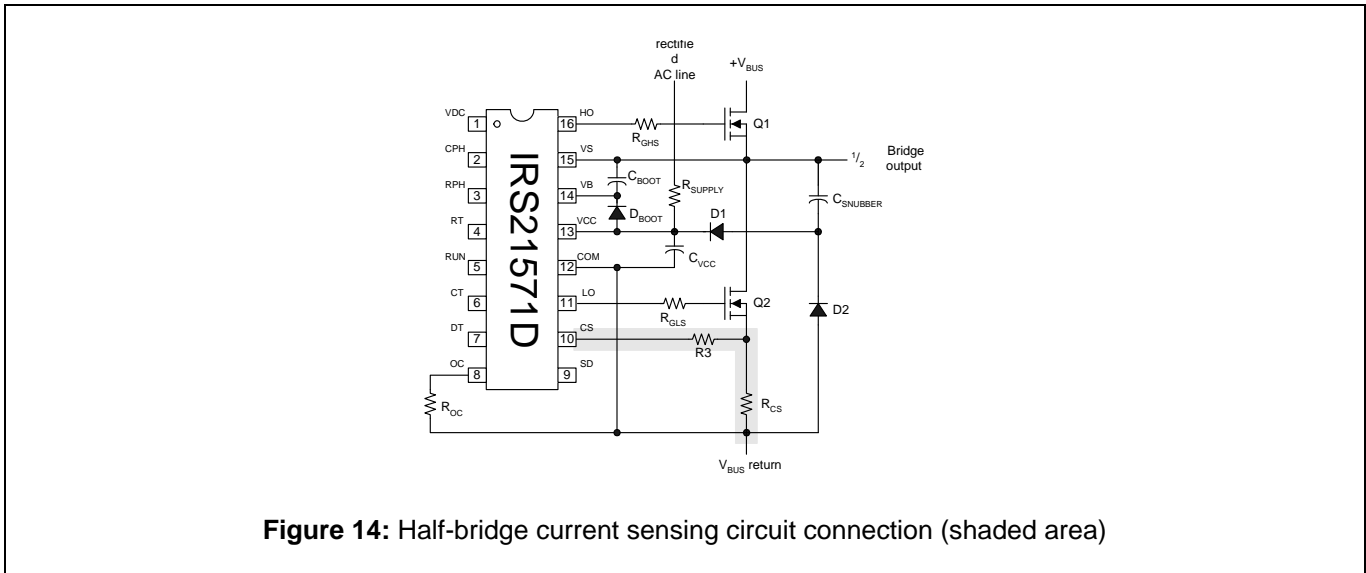 rectifie
d
AC line
+VBUS
VDC
1
HO
16
RGHS
Q1
CPH
2
VS
15
1/2 Bridge
output
CBOOT
RSUPPLY
RPH
3
VB
14
CSNUBBER
DBOOT
D1
RT
4
VCC
13
CVCC
RUN
5
COM
12
IRS21571D
CT
6
LO
11
RGLS
Q2
D2
DT
7
CS
10
R3
OC
8
SD
9
ROC
RCS
VBUS return
Figure 14: Half-bridge current sensing circuit connection (shaded area)